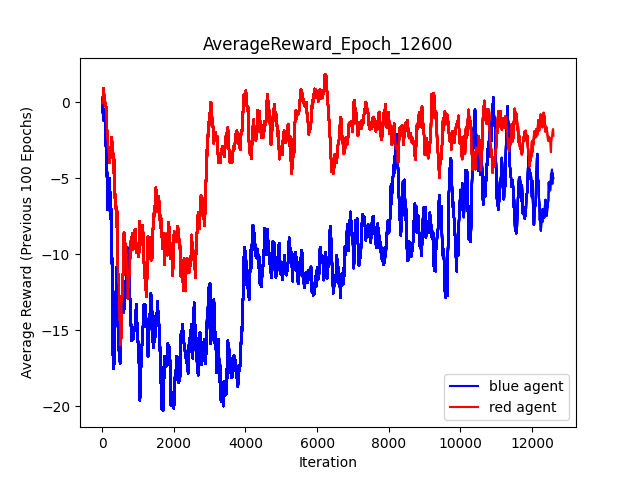 AverageReward_Epoch_12600
Average Reward (Previous 100 Epochs)
0
−5
−10
−15
−20
0
2000
4000
6000
8000
10000
12000
Iteration
blue agent
red agent